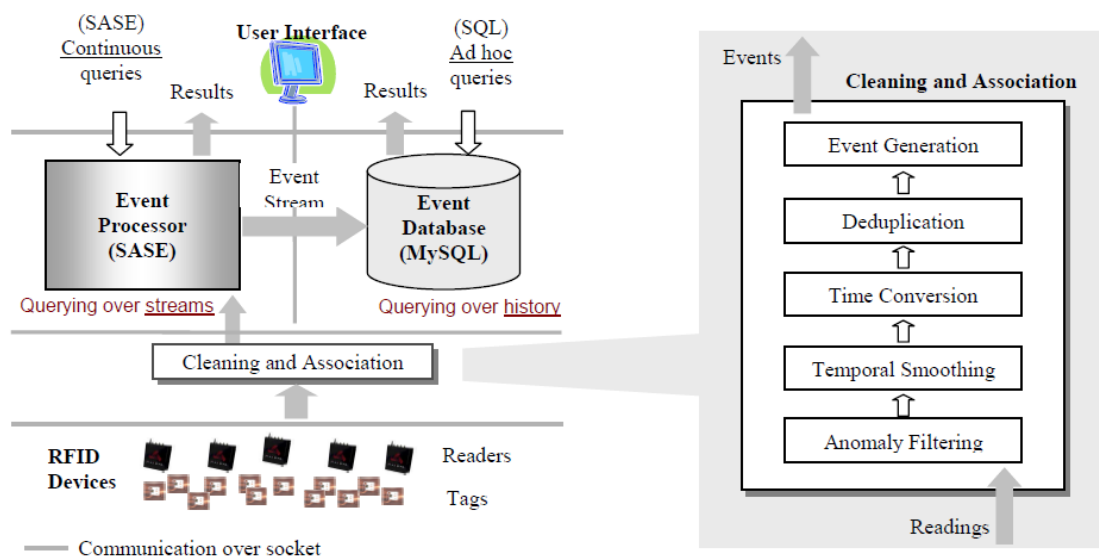 (SASE)
Continuous
queries
User Interface
(SQL)
Ad hoc
queries
Results
Results
Event
Processor
(SASE)
Event
Stream
Event
Database
(MySQL)
Querying over streams
Querying over history
Cleaning and Association
RFID
Devices
Readers
Tags
Communication over socket
Events
Cleaning and Association
Event Generation
Deduplication
Time Conversion
Temporal Smoothing
Anomaly Filtering
Readings